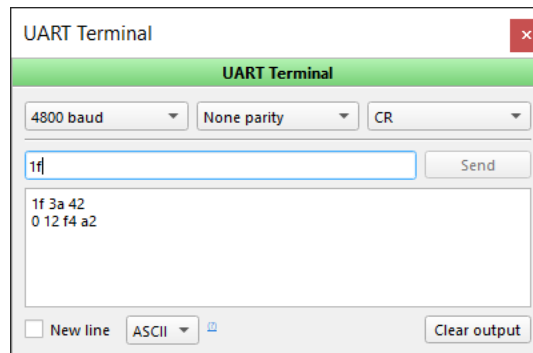 UART Terminal
UART Terminal
4800 baud None parity CR
1f Send
1f 3a 42
0 12 f4 a2
New line ASCII (?) Clear output